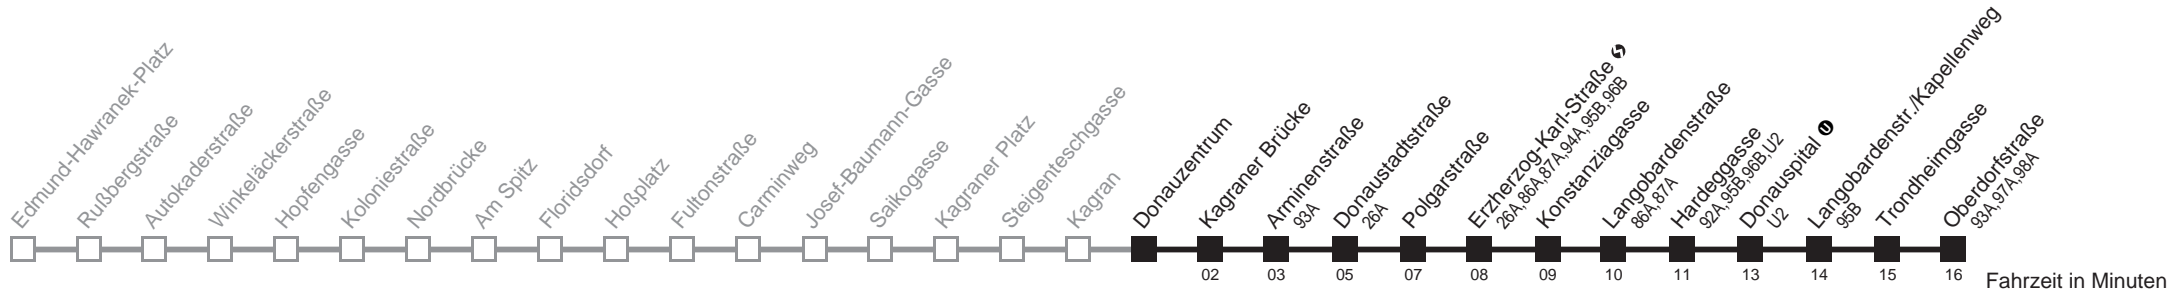 Edmund-Hawranek-Platz
Rußbergstraße
Autokaderstraße
Winkeläckerstraße
Hopfengasse
Koloniestraße
Nordbrücke
Am Spitz
Floridsdorf
Hoßplatz
Fultonstraße
Carminweg
Josef-Baumann-Gasse
Saikogasse
Kagraner Platz
Steigenteschgasse
Kagran
Donauzentrum
Kagraner Brücke
02
Arminenstraße
93A
03
Donaustadtstraße
26A
05
Polgarstraße
07
Erzherzog-Karl-Straße
26A,86A,87A,94A,95B,96B
08
Konstanziagasse
09
Langobardenstraße
86A,87A
10
Hardeggasse
92A,95B,96B,U2
11
Donauspital U
U2
13
Langobardenstr./Kapellenweg
95B
14
Trondheimgasse
15
Oberdorfstraße
93A,97A,98A
16
Fahrzeit in Minuten